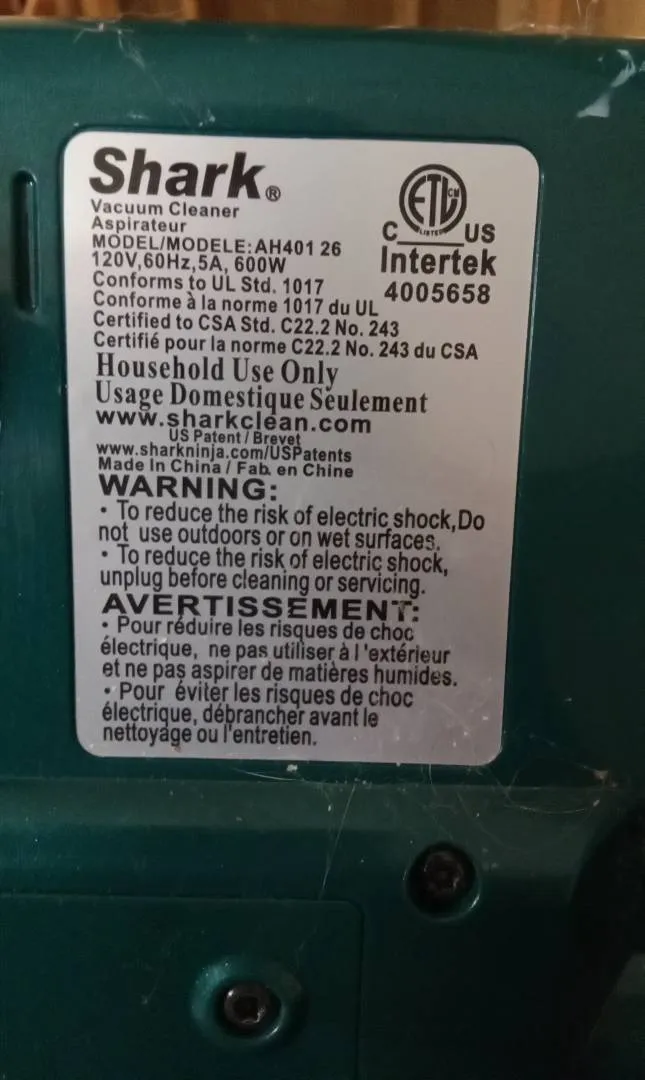 Shark®
Vacuum Cleaner
Aspirateur
MODEL/MODELE:AH401 26
120V,60Hz,5A, 600W
Conforms to UL Std. 1017
Conforme à la norme 1017 du UL
Certified to CSA Std. C22.2 No. 243
Certifié pour la norme C22.2 No. 243 du CSA
ETL CM
LISTED
C US
Intertek
4005658
Household Use Only
Usage Domestique Seulement
www.sharkclean.com
US Patent / Brevet
www.sharkninja.com/USPatents
Made In China / Fab. en Chine
WARNING:
• To reduce the risk of electric shock,Do
not use outdoors or on wet surfaces.
• To reduce the risk of electric shock,
unplug before cleaning or servicing.
AVERTISSEMENT:
• Pour réduire les risques de choc
électrique, ne pas utiliser à l'extérieur
et ne pas aspirer de matières humides.
• Pour éviter les risques de choc
électrique, débrancher avant le
nettoyage ou l'entretien.